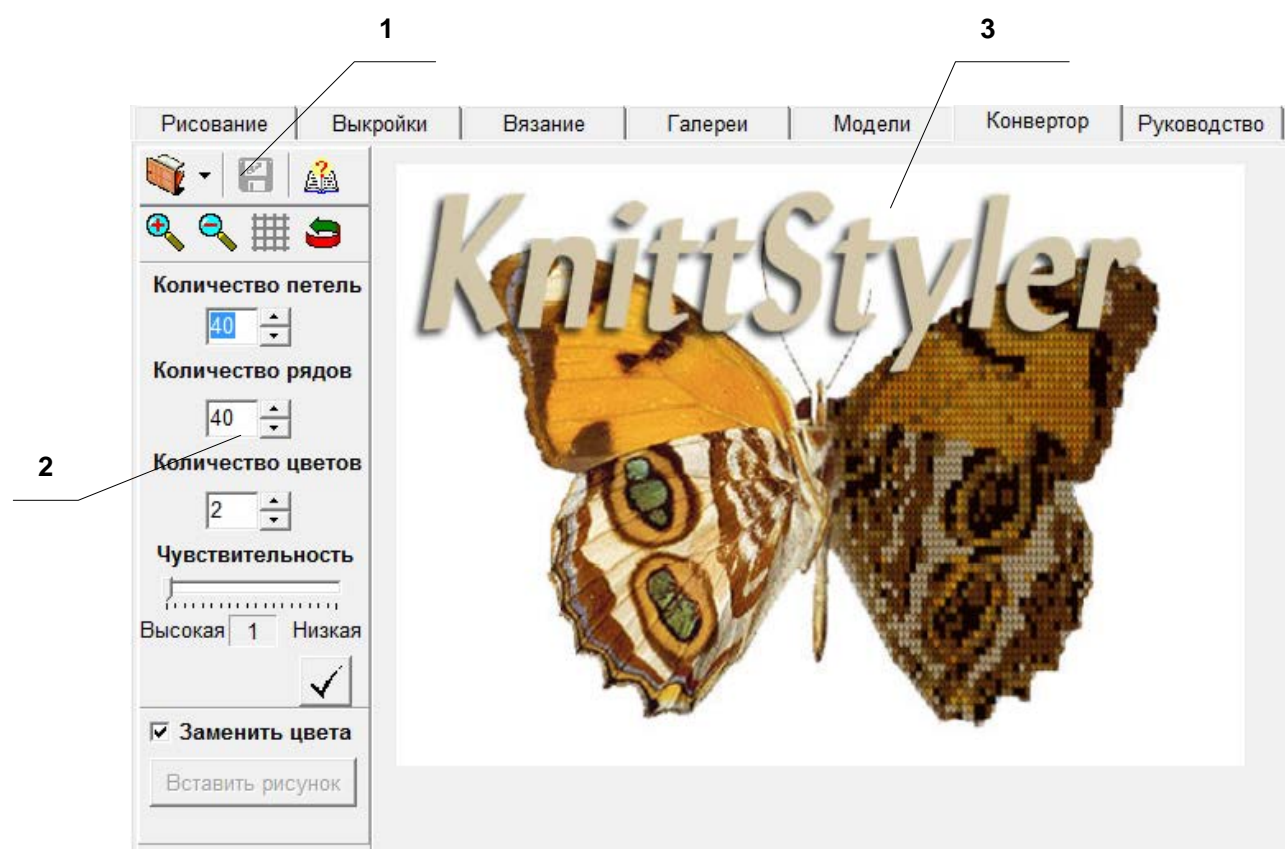 1
3
Рисование Выкройки Вязание Галереи Модели Конвертор Руководство
KnittStyler
Количество петель
40
Количество рядов
40
2
Количество цветов
2
Чувствительность
Высокая 1 Низкая
Заменить цвета
Вставить рисунок